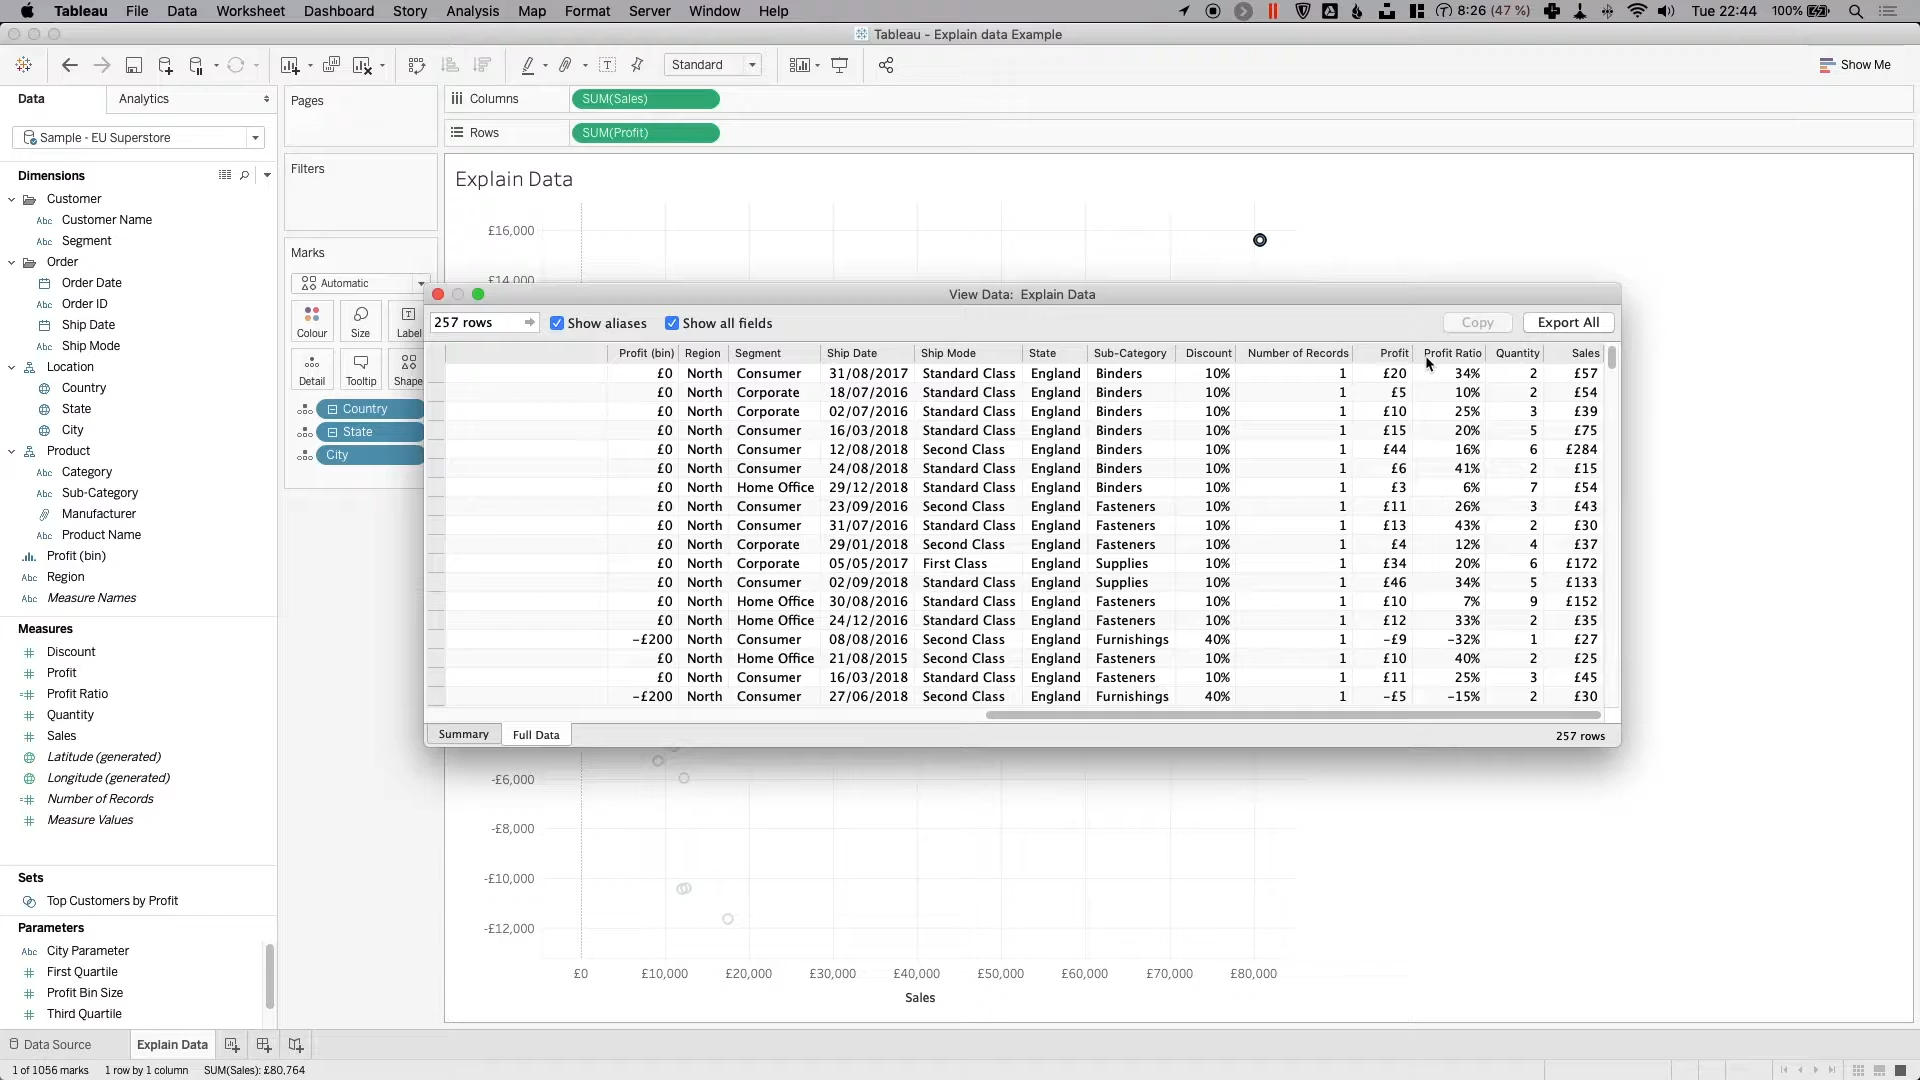 Tableau File Data Worksheet Dashboard Story Analysis Map Format Server Window Help 8:26 (47 %) Tue 22:44 100%
Tableau - Explain data Example
Standard Show Me
Data Analytics Pages Columns SUM(Sales)
Sample - EU Superstore Rows SUM(Profit)
Dimensions
Customer
Abc Customer Name
Abc Segment
Order
Order Date
Abc Order ID
Ship Date
Abc Ship Mode
Location
Country
State
City
Product
Abc Category
Abc Sub-Category
Manufacturer
Abc Product Name
Profit (bin)
Abc Region
Abc Measure Names
Measures
Discount
Profit
Profit Ratio
Quantity
Sales
Latitude (generated)
Longitude (generated)
Number of Records
Measure Values
Sets
Top Customers by Profit
Parameters
Abc City Parameter
First Quartile
Profit Bin Size
Third Quartile
Filters
Marks
Automatic
Colour Size Label
Detail Tooltip Shape
Country
State
City
Explain Data
£16,000
£14,000
View Data: Explain Data
257 rows Show aliases Show all fields Copy Export All
Profit (bin) Region Segment Ship Date Ship Mode State Sub-Category Discount Number of Records Profit Profit Ratio Quantity Sales
£0 North Consumer 31/08/2017 Standard Class England Binders 10% 1 £20 34% 2 £57
£0 North Corporate 18/07/2016 Standard Class England Binders 10% 1 £5 10% 2 £54
£0 North Corporate 02/07/2016 Standard Class England Binders 10% 1 £10 25% 3 £39
£0 North Consumer 16/03/2018 Standard Class England Binders 10% 1 £15 20% 5 £75
£0 North Consumer 12/08/2018 Second Class England Binders 10% 1 £44 16% 6 £284
£0 North Consumer 24/08/2018 Standard Class England Binders 10% 1 £6 41% 2 £15
£0 North Home Office 29/12/2018 Standard Class England Binders 10% 1 £3 6% 7 £54
£0 North Consumer 23/09/2016 Second Class England Fasteners 10% 1 £11 26% 3 £43
£0 North Consumer 31/07/2016 Standard Class England Fasteners 10% 1 £13 43% 2 £30
£0 North Corporate 29/01/2018 Second Class England Fasteners 10% 1 £4 12% 4 £37
£0 North Corporate 05/05/2017 First Class England Supplies 10% 1 £34 20% 6 £172
£0 North Consumer 02/09/2018 Standard Class England Supplies 10% 1 £46 34% 5 £133
£0 North Home Office 30/08/2016 Standard Class England Fasteners 10% 1 £10 7% 9 £152
£0 North Home Office 24/12/2016 Standard Class England Fasteners 10% 1 £12 33% 2 £35
-£200 North Consumer 08/08/2016 Second Class England Furnishings 40% 1 -£9 -32% 1 £27
£0 North Home Office 21/08/2015 Second Class England Fasteners 10% 1 £10 40% 2 £25
£0 North Consumer 16/03/2018 Standard Class England Fasteners 10% 1 £11 25% 3 £45
-£200 North Consumer 27/06/2018 Second Class England Furnishings 40% 1 -£5 -15% 2 £30
Summary Full Data 257 rows
-£6,000
-£8,000
-£10,000
-£12,000
£0 £10,000 £20,000 £30,000 £40,000 £50,000 £60,000 £70,000 £80,000
Sales
Data Source Explain Data
1 of 1056 marks 1 row by 1 column SUM(Sales): £80,764